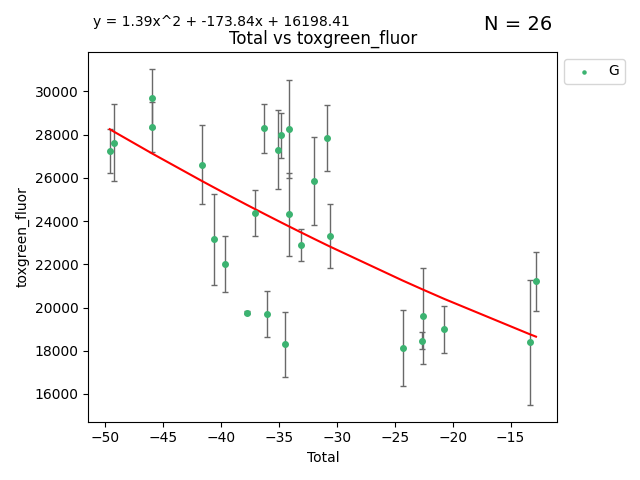 y = 1.39x^2 + -173.84x + 16198.41
N = 26
Total vs toxgreen_fluor
G
toxgreen_fluor
30000
28000
26000
24000
22000
20000
18000
16000
−50 −45 −40 −35 −30 −25 −20 −15
Total